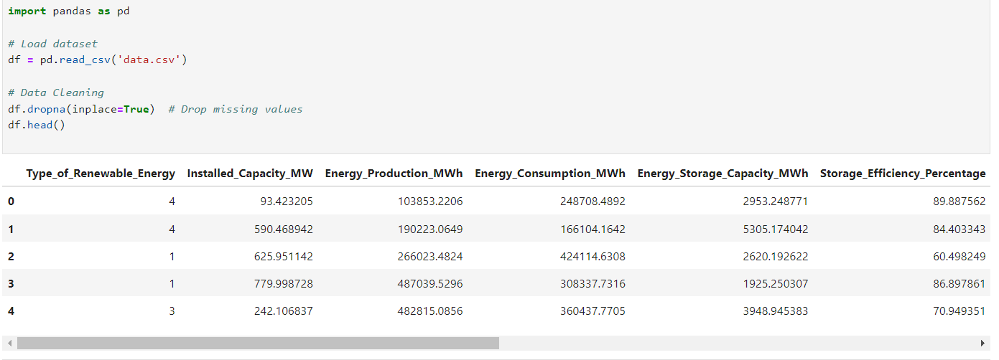 import pandas as pd
# Load dataset
df = pd.read_csv('data.csv')
# Data Cleaning
df.dropna(inplace=True)  # Drop missing values
df.head()
Type_of_Renewable_Energy Installed_Capacity_MW Energy_Production_MWh Energy_Consumption_MWh Energy_Storage_Capacity_MWh Storage_Efficiency_Percentage
0 4 93.423205 103853.2206 248708.4892 2953.248771 89.887562
1 4 590.468942 190223.0649 166104.1642 5305.174042 84.403343
2 1 625.951142 266023.4824 424114.6308 2620.192622 60.498249
3 1 779.998728 487039.5296 308337.7316 1925.250307 86.897861
4 3 242.106837 482815.0856 360437.7705 3948.945383 70.949351